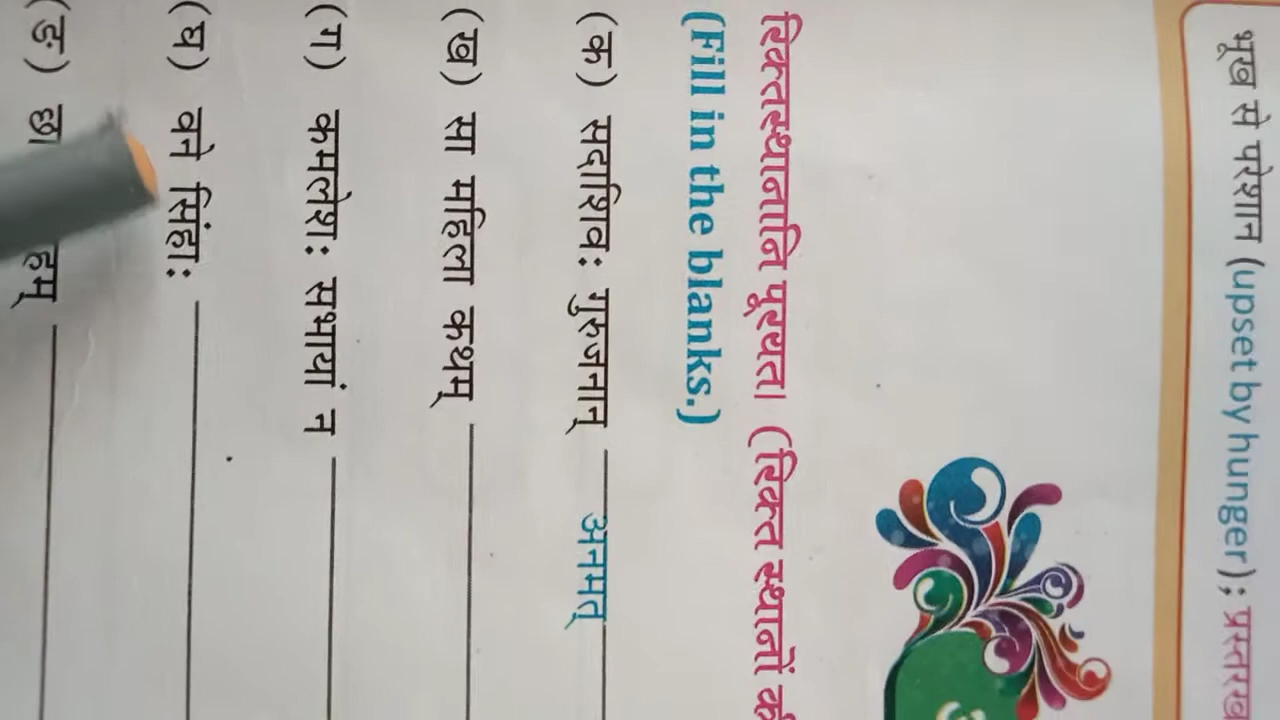 भूख से परेशान (upset by hunger); प्रस्तरख
रिक्तस्थानानि पूरयत। (रिक्त स्थानों की
(Fill in the blanks.)
(क) सदाशिवः गुरुजनान् अनमत्
(ख) सा महिला कथम्
(ग) कमलेशः सभायां न
(घ) वने सिंहाः
(ङ)